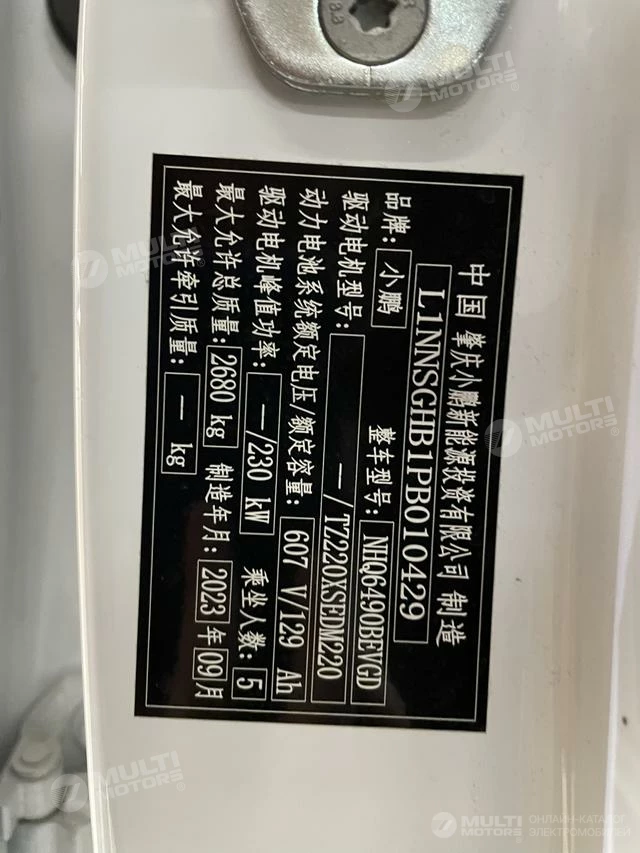 8.8
中国 肇庆小鹏新能源投资有限公司 制造
L1NNSGHB1PB010429
品牌: 小鹏 整车型号: NHQ6490BEVGD
驱动电机型号: —/TZ220XSEDM220
动力电池系统额定电压/额定容量: 607 V/129 Ah
驱动电机峰值功率: —/230 kW 乘坐人数: 5
最大允许总质量: 2680 kg 制造年月: 2023 年 09 月
最大允许牵引质量: — kg
MULTI MOTORS®
MULTI MOTORS®
MULTI MOTORS®
MULTI MOTORS®
MULTI MOTORS® ОНЛАЙН-КАТАЛОГ ЭЛЕКТРОМОБИЛЕЙ